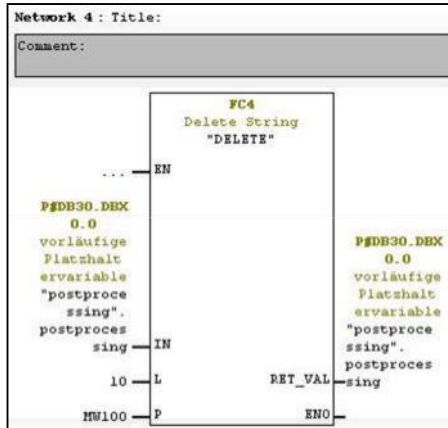 Network 4 : Title:
Comment:
FC4
Delete String
"DELETE"
... EN
P#DB30.DBX
0.0
vorläufige
Platzhalt
ervariable
"postproce
ssing".
postproces
sing IN
10 L
MW100 P
P#DB30.DBX
0.0
vorläufige
Platzhalt
ervariable
"postproce
ssing".
postproces
RET_VAL sing
ENO